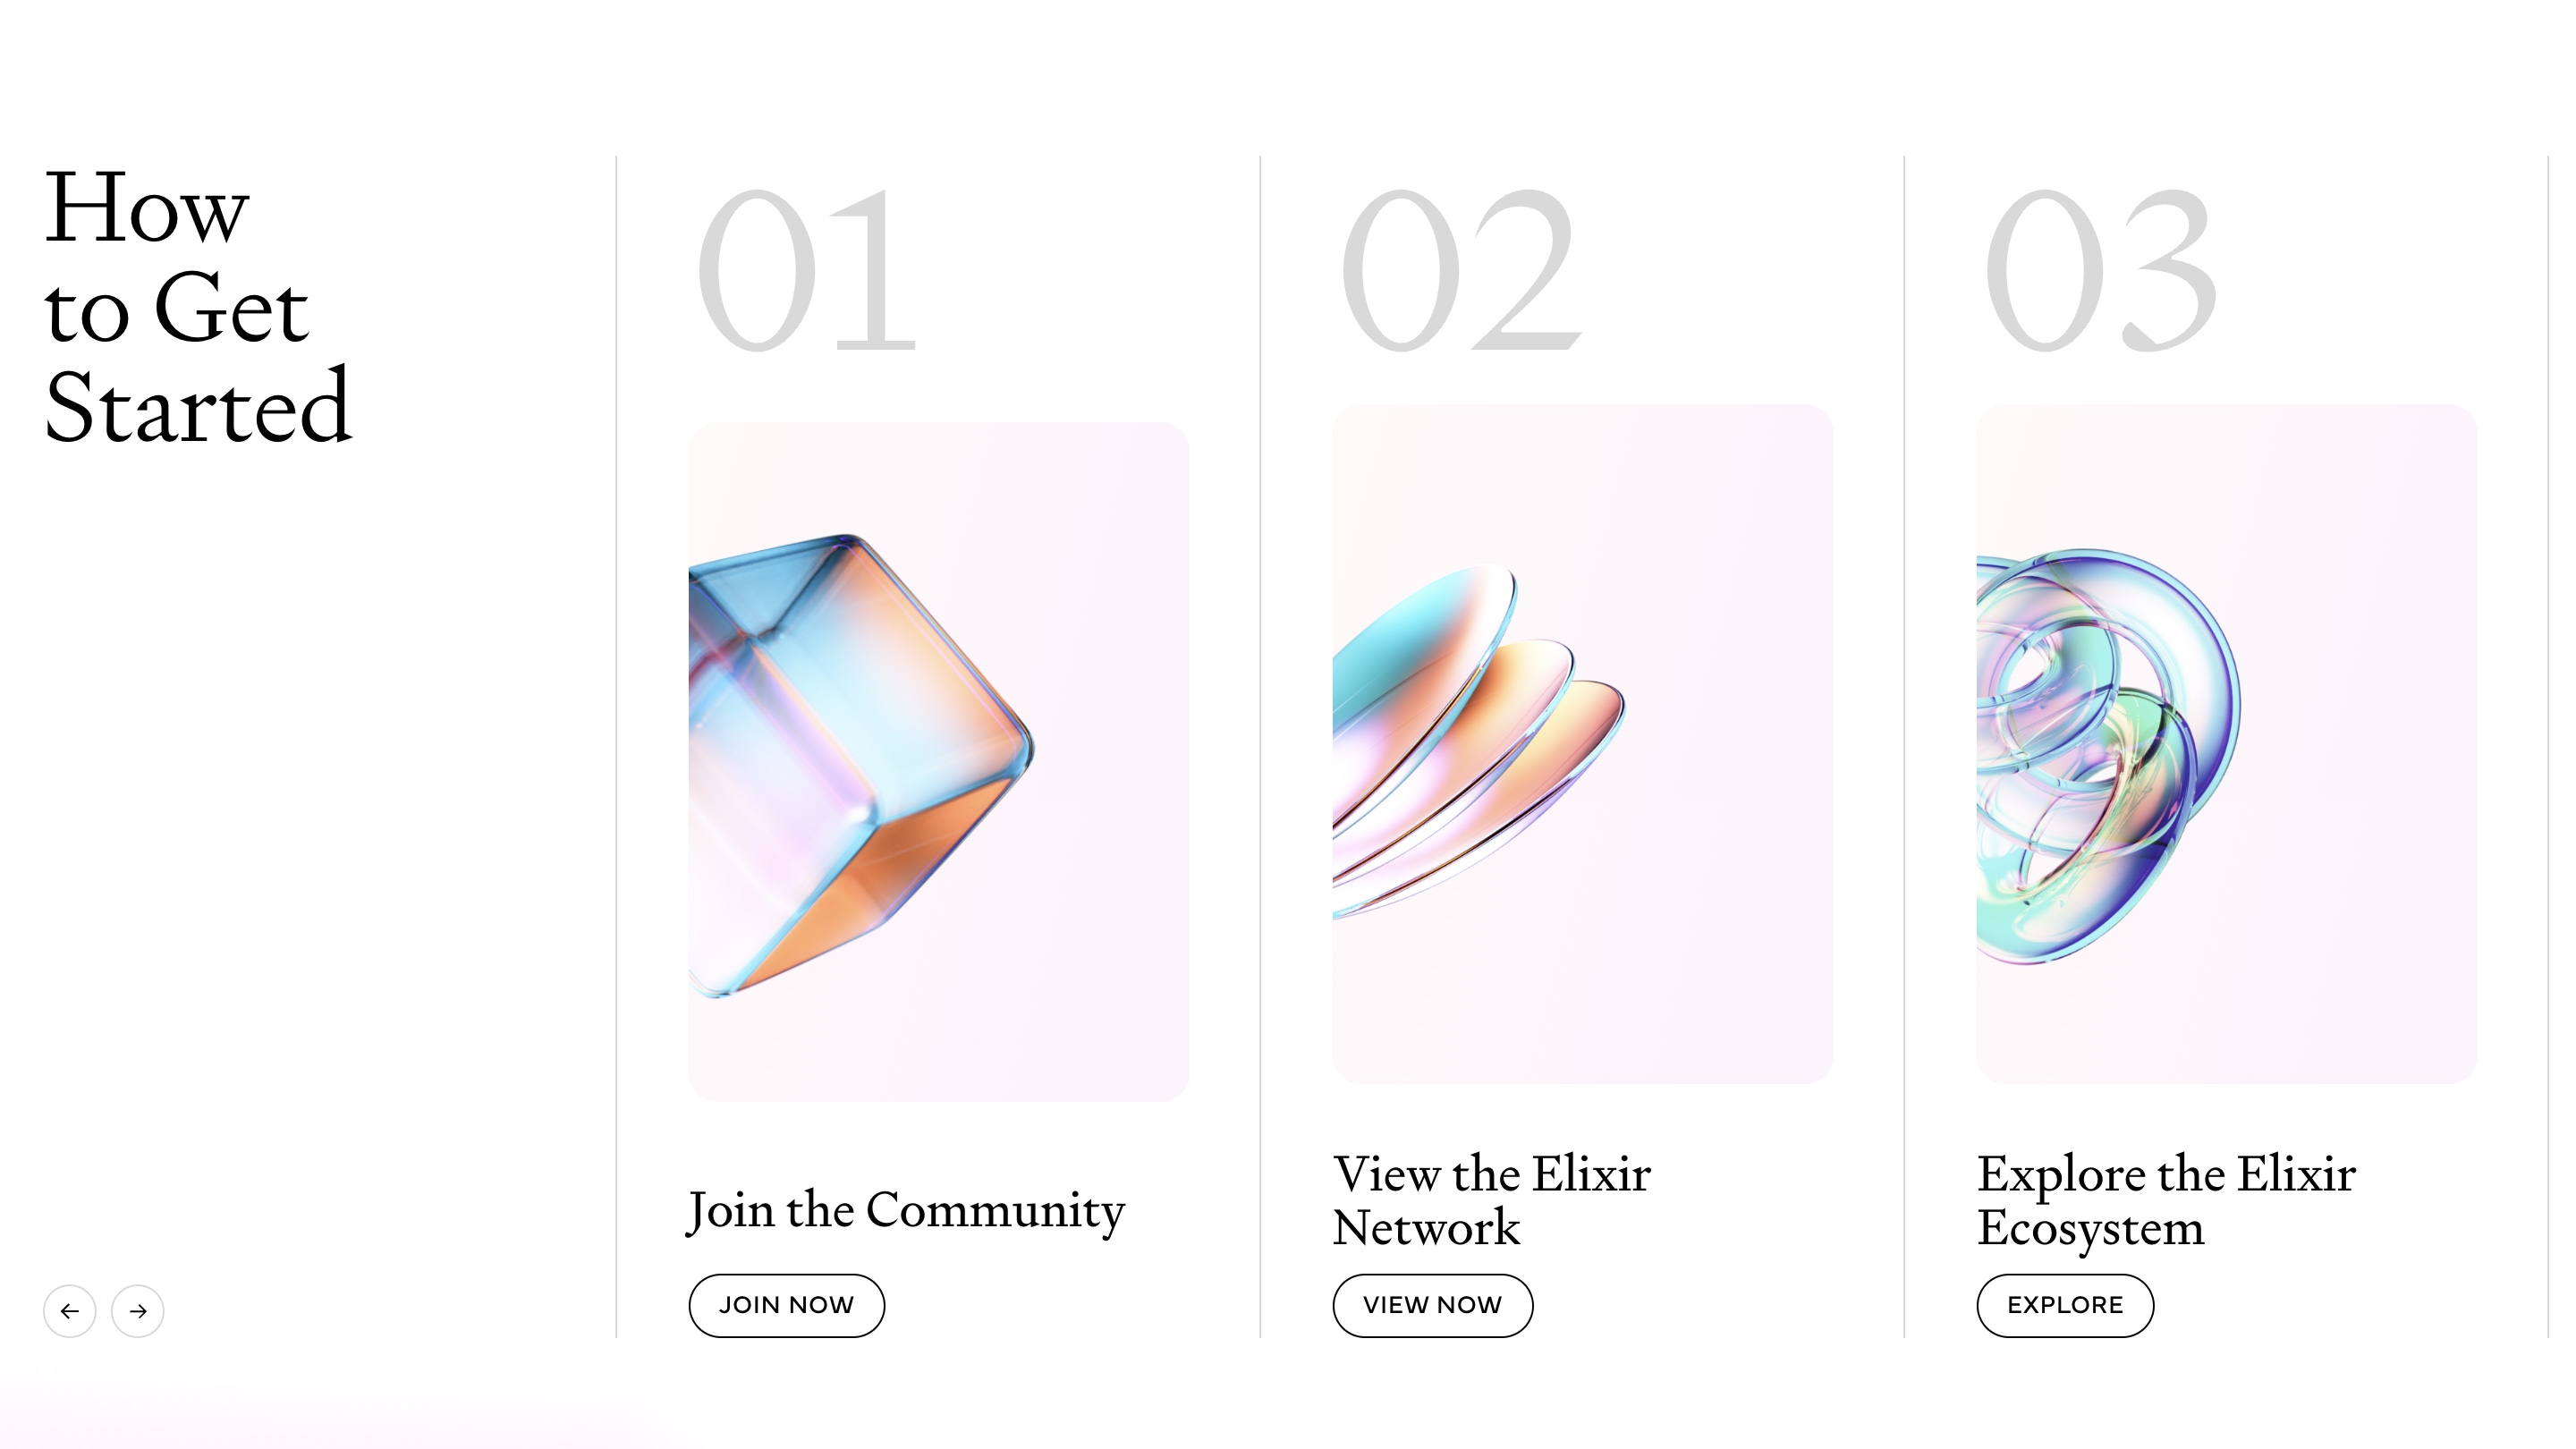 How
to Get
Started
01
Join the Community
JOIN NOW
02
View the Elixir
Network
VIEW NOW
03
Explore the Elixir
Ecosystem
EXPLORE